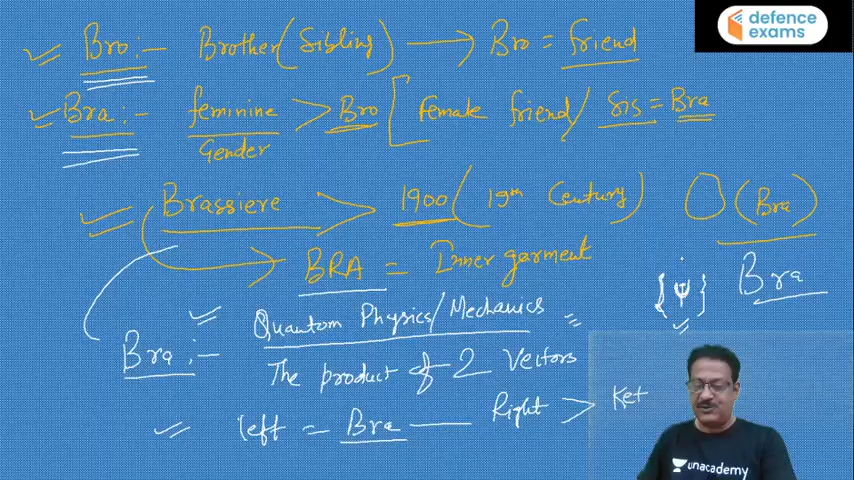 defence
exams
Bro:- Brother (Sibling) → Bro = friend
Bra:- feminine > Bro [ female friend/ Sis = Bra
Gender
Brassiere > 1900 (19th Century) O (Bra)
BRA = Inner garment
{ψ} Bra
Quantom Physics/Mechanics
Bra:-
The product of 2 Vectors
left = Bra — Right > Ket
unacademy